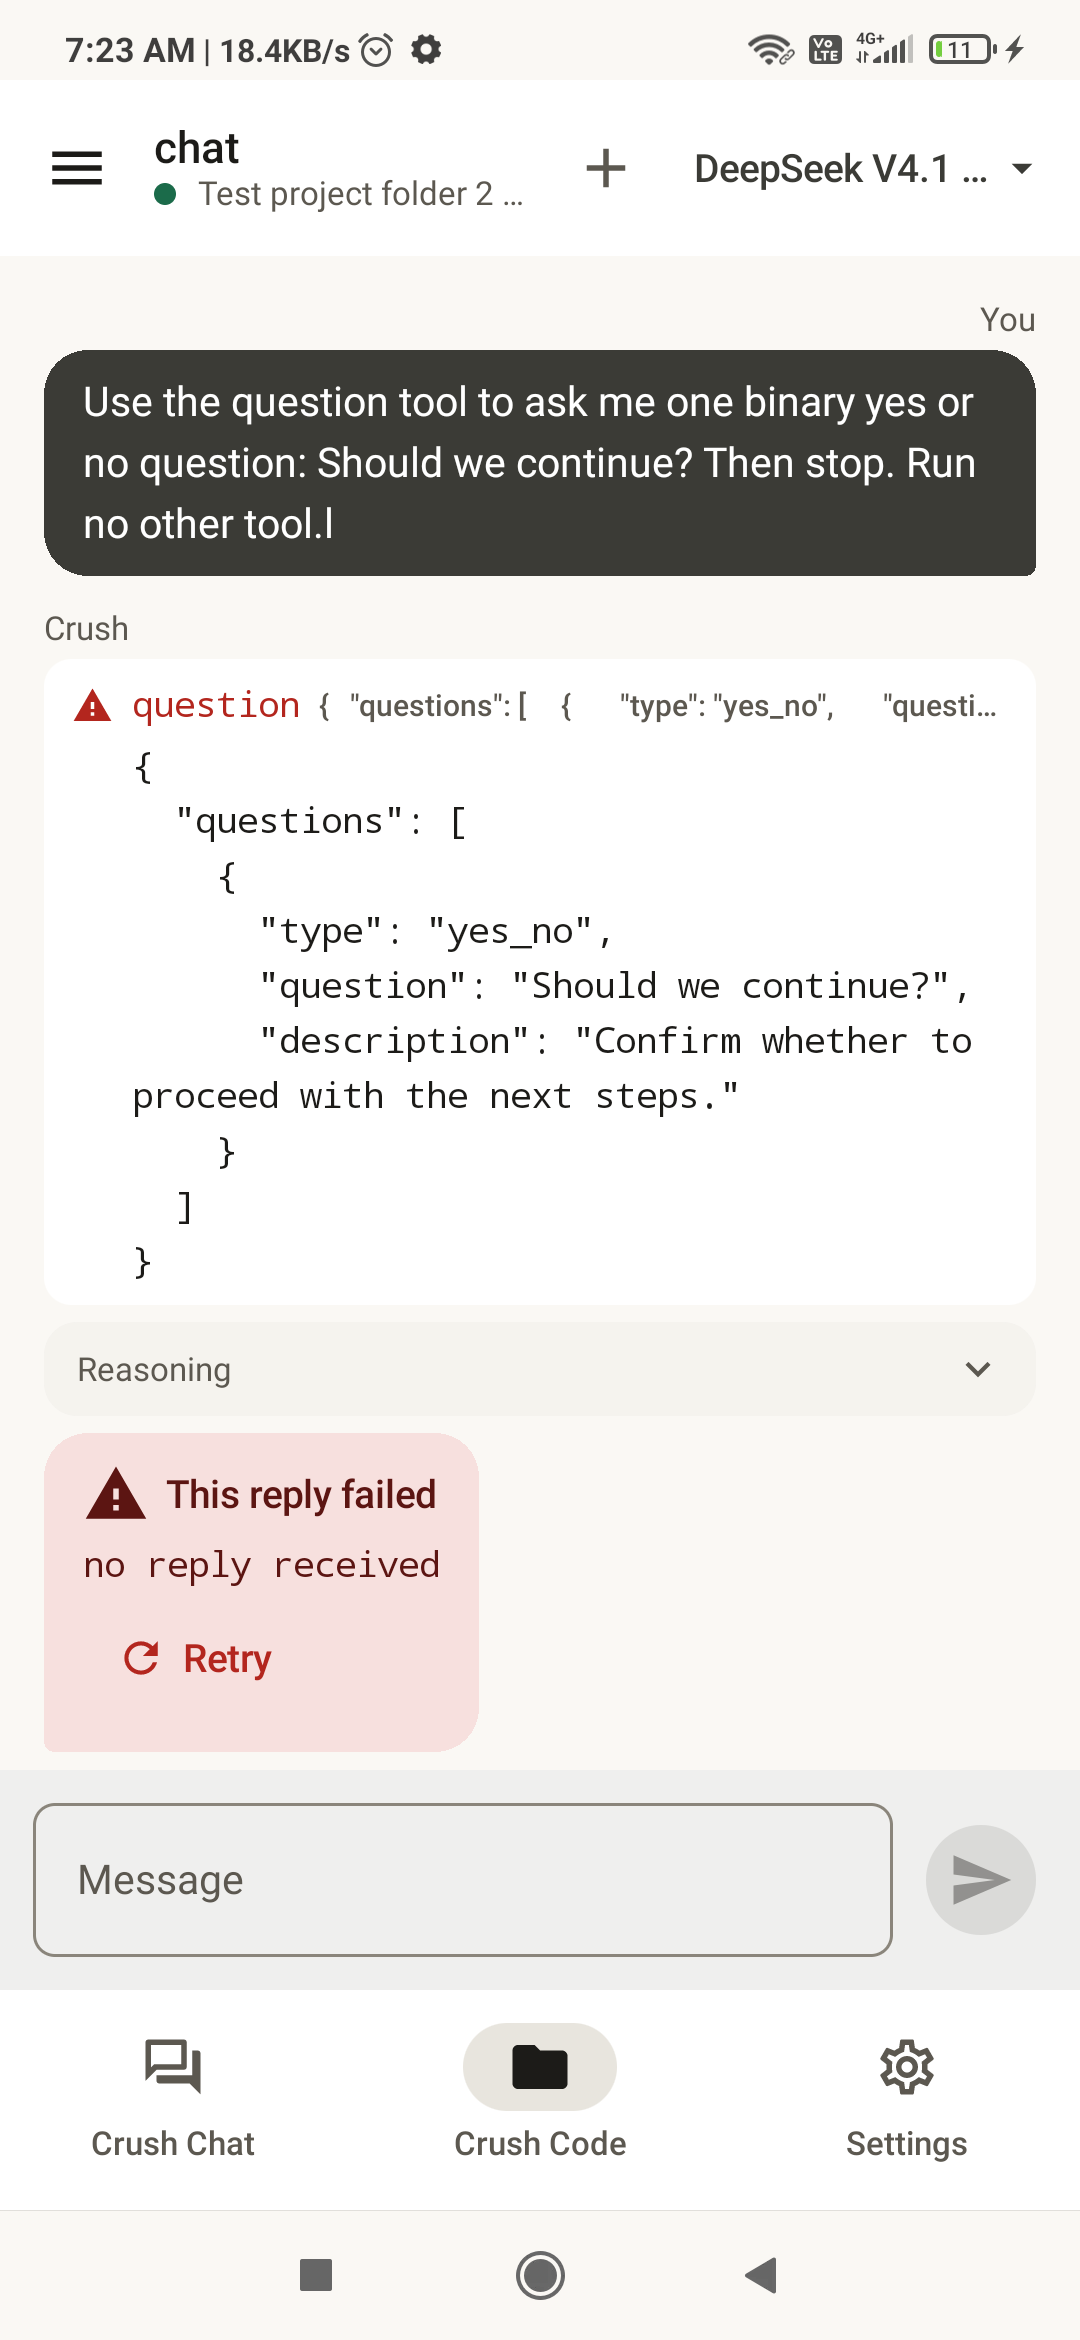 7:23 AM | 18.4KB/s
Vo LTE
4G+
11
chat
Test project folder 2 ...
DeepSeek V4.1 ...
You
Use the question tool to ask me one binary yes or
no question: Should we continue? Then stop. Run
no other tool.l
Crush
question { "questions": [ { "type": "yes_no", "questi...
{
  "questions": [
    {
      "type": "yes_no",
      "question": "Should we continue?",
      "description": "Confirm whether to
proceed with the next steps."
    }
  ]
}
Reasoning
This reply failed
no reply received
Retry
Message
Crush Chat
Crush Code
Settings